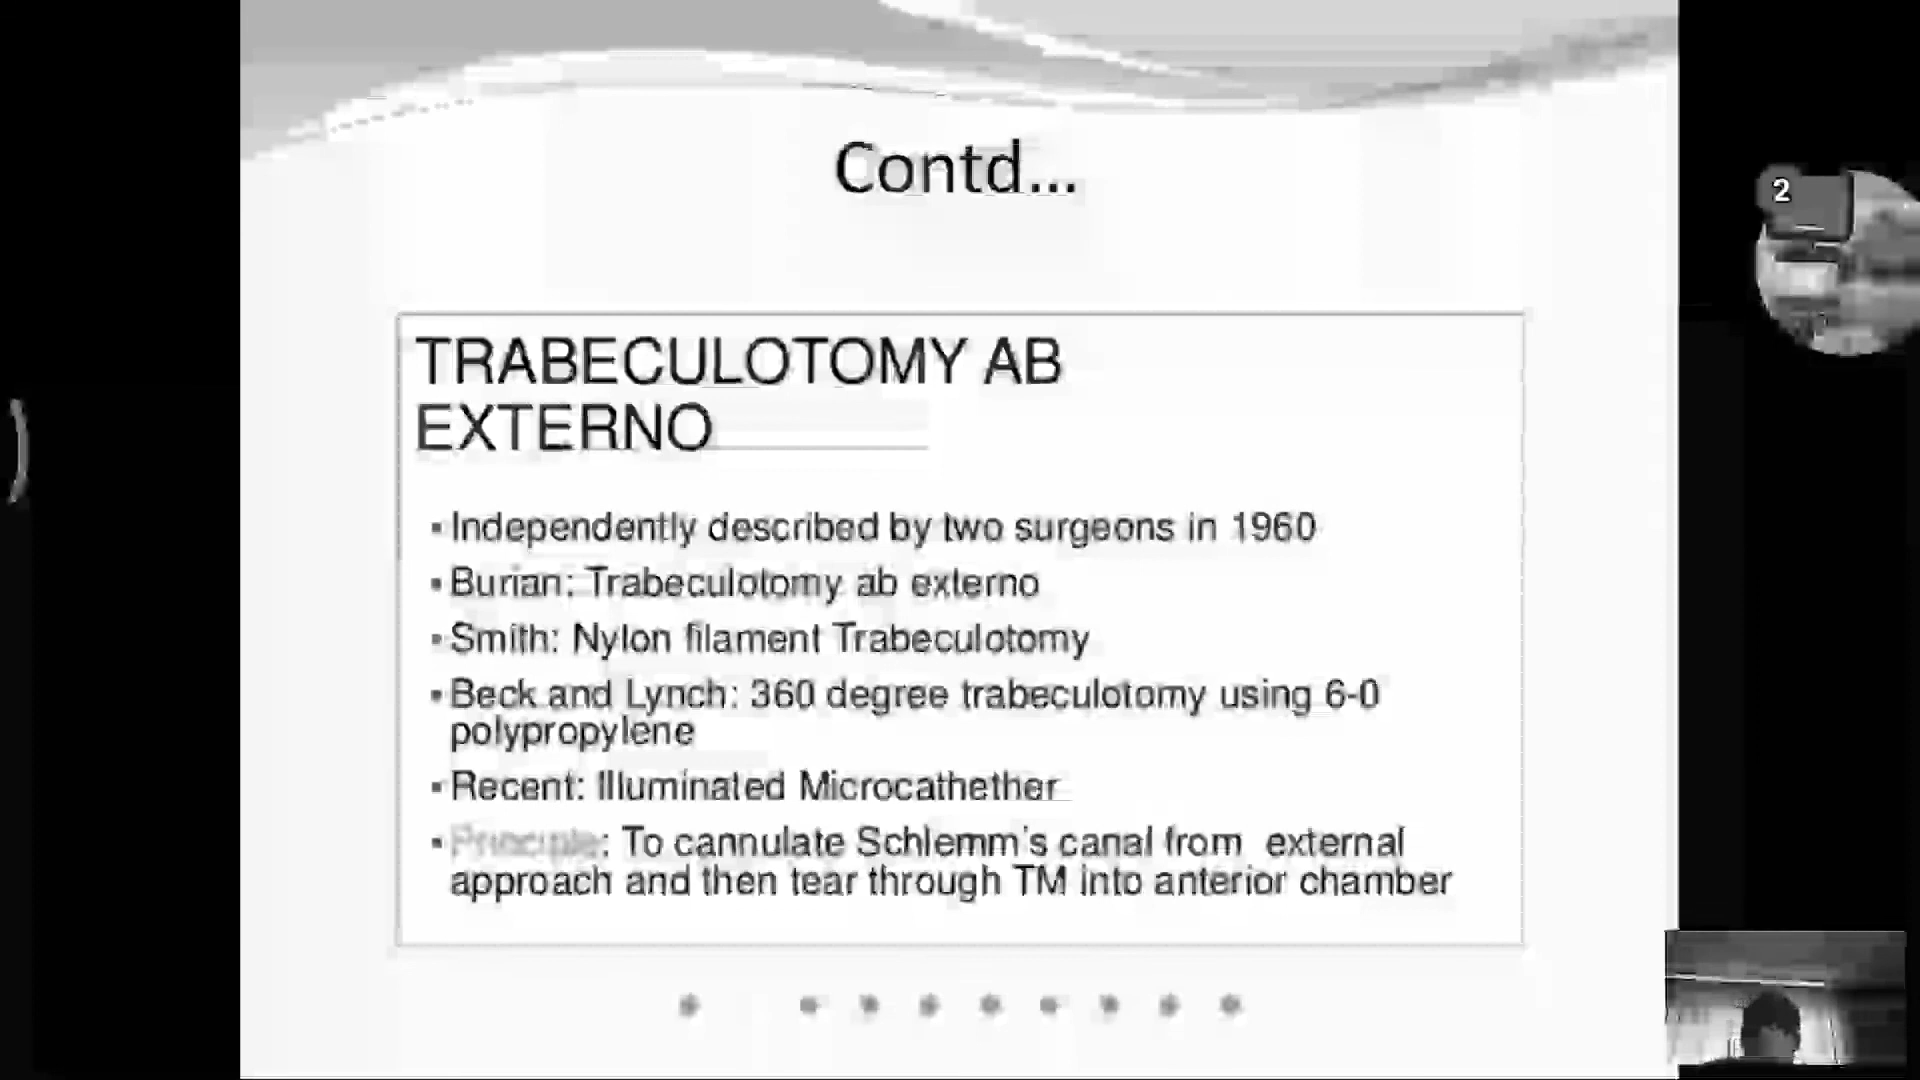 Contd...
2
TRABECULOTOMY AB
EXTERNO
▪Independently described by two surgeons in 1960
▪Burian: Trabeculotomy ab externo
▪Smith: Nylon filament Trabeculotomy
▪Beck and Lynch: 360 degree trabeculotomy using 6-0
polypropylene
▪Recent: Illuminated Microcathether
▪Principle: To cannulate Schlemm's canal from external
approach and then tear through TM into anterior chamber